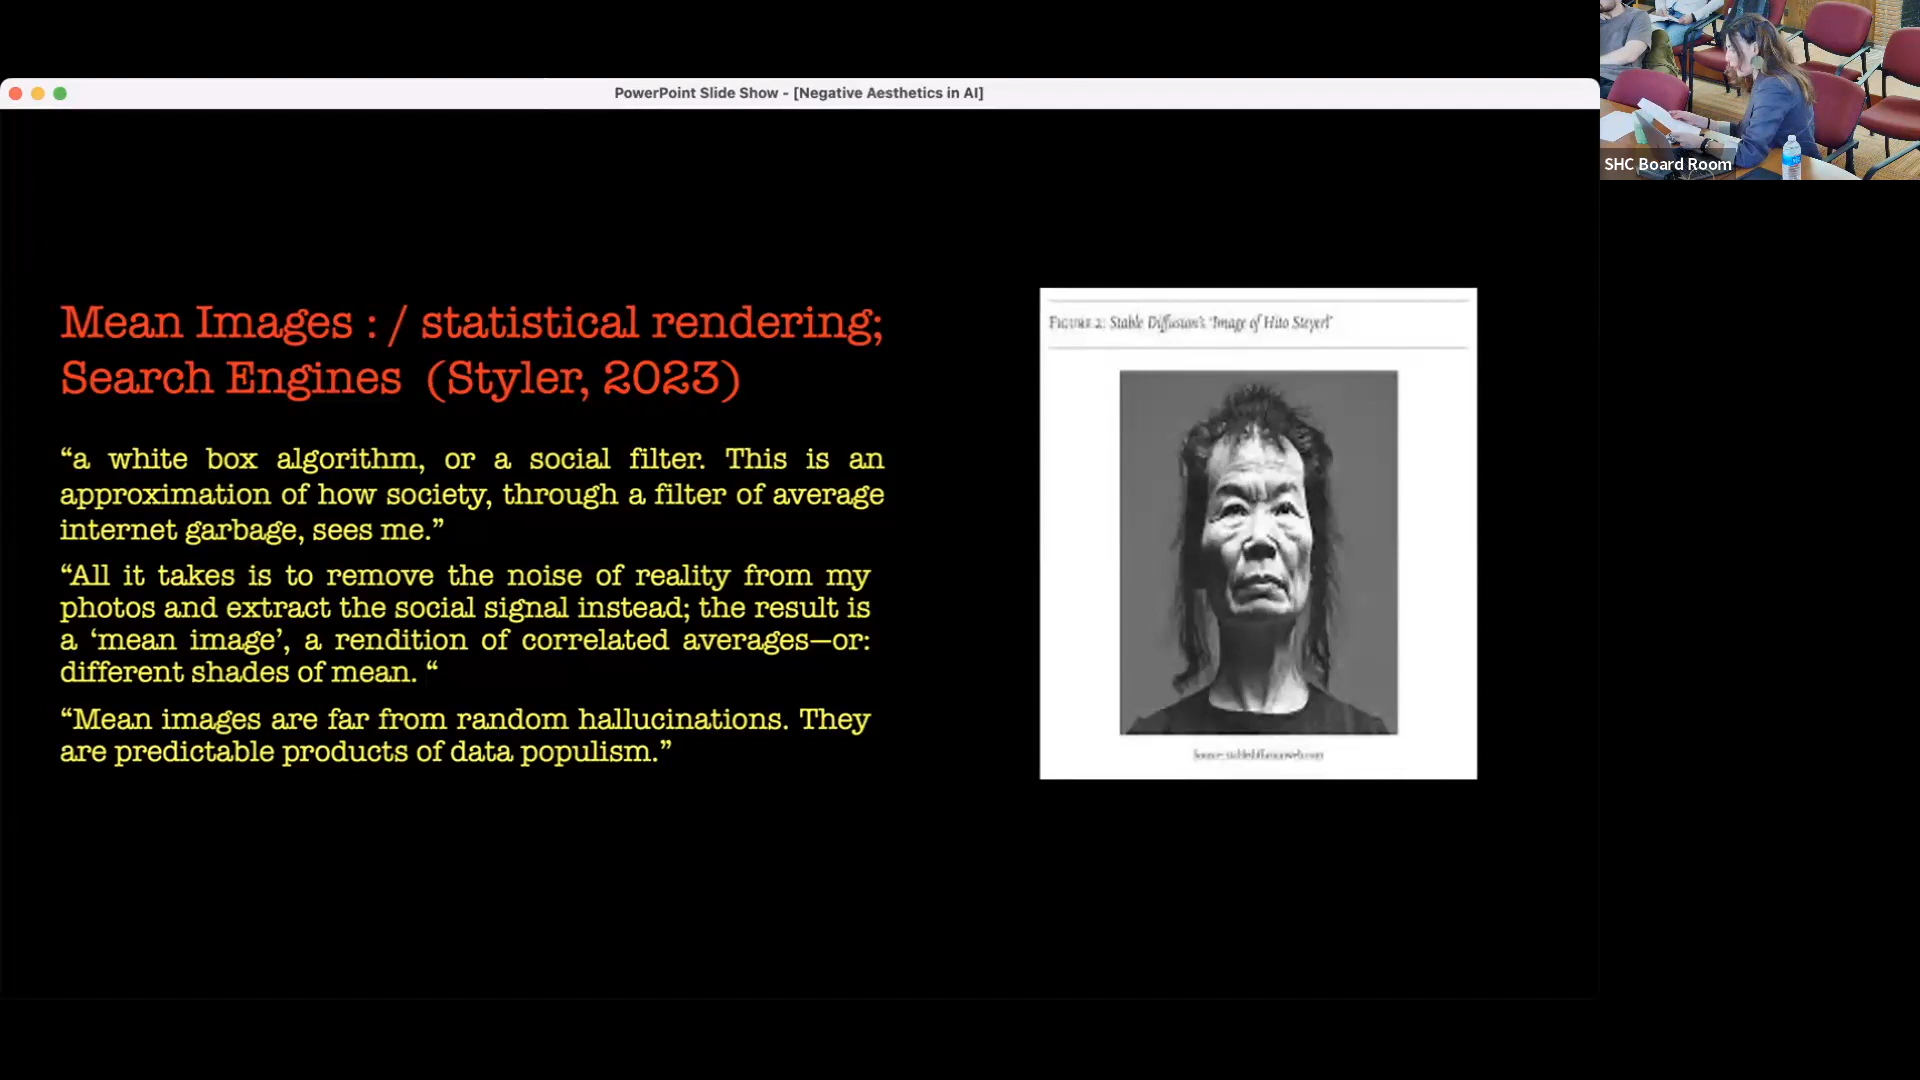 PowerPoint Slide Show - [Negative Aesthetics in AI]
SHC Board Room
Mean Images : / statistical rendering;
Search Engines (Styler, 2023)
“a white box algorithm, or a social filter. This is an
approximation of how society, through a filter of average
internet garbage, sees me.”
“All it takes is to remove the noise of reality from my
photos and extract the social signal instead; the result is
a ‘mean image’, a rendition of correlated averages—or:
different shades of mean. “
“Mean images are far from random hallucinations. They
are predictable products of data populism.”
FIGURE 2: Stable Diffusion's 'Image of Hito Steyerl'
Source: stablediffusionweb.com